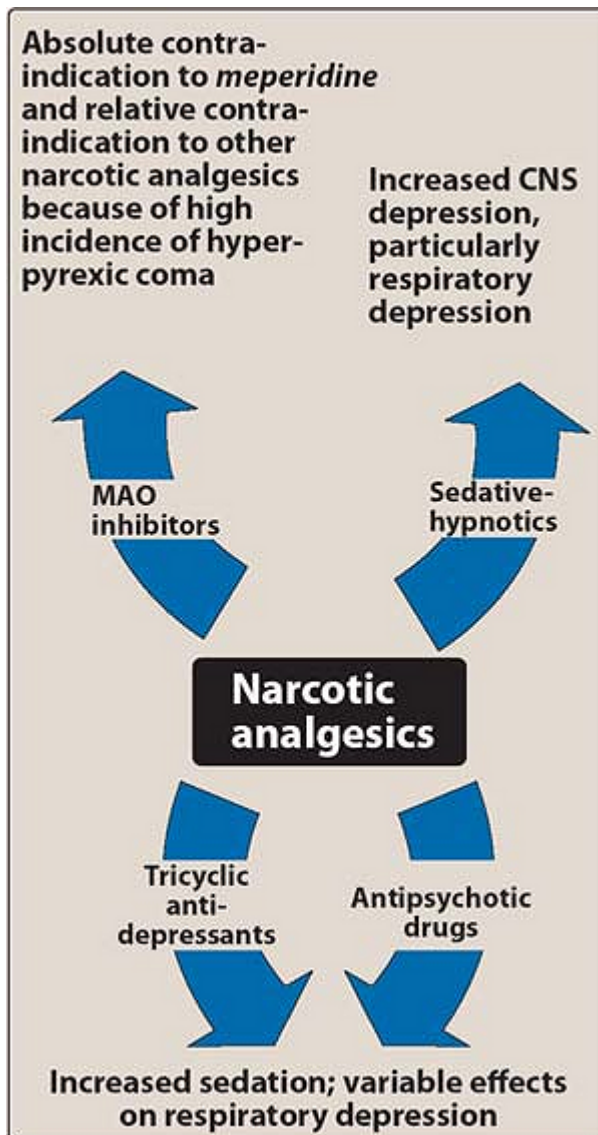 Absolute contra-
indication to meperidine
and relative contra-
indication to other
narcotic analgesics
because of high
incidence of hyper-
pyrexic coma
Increased CNS
depression,
particularly
respiratory
depression
MAO
inhibitors
Sedative-
hypnotics
Narcotic
analgesics
Tricyclic
anti-
depressants
Antipsychotic
drugs
Increased sedation; variable effects
on respiratory depression